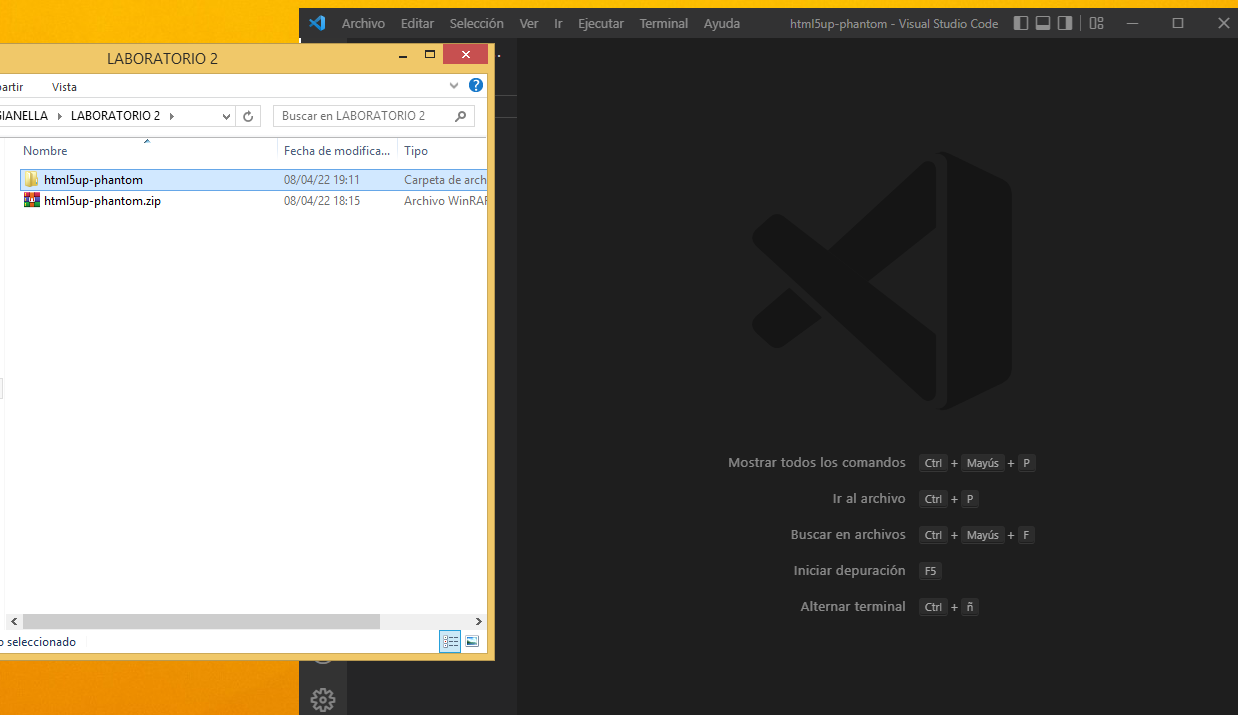 Archivo Editar Selección Ver Ir Ejecutar Terminal Ayuda html5up-phantom - Visual Studio Code
LABORATORIO 2
artir Vista
GIANELLA LABORATORIO 2
Buscar en LABORATORIO 2
Nombre Fecha de modifica... Tipo
html5up-phantom 08/04/22 19:11 Carpeta de arch
html5up-phantom.zip 08/04/22 18:15 Archivo WinRAR
o seleccionado
Mostrar todos los comandos Ctrl + Mayús + P
Ir al archivo Ctrl + P
Buscar en archivos Ctrl + Mayús + F
Iniciar depuración F5
Alternar terminal Ctrl + ñ